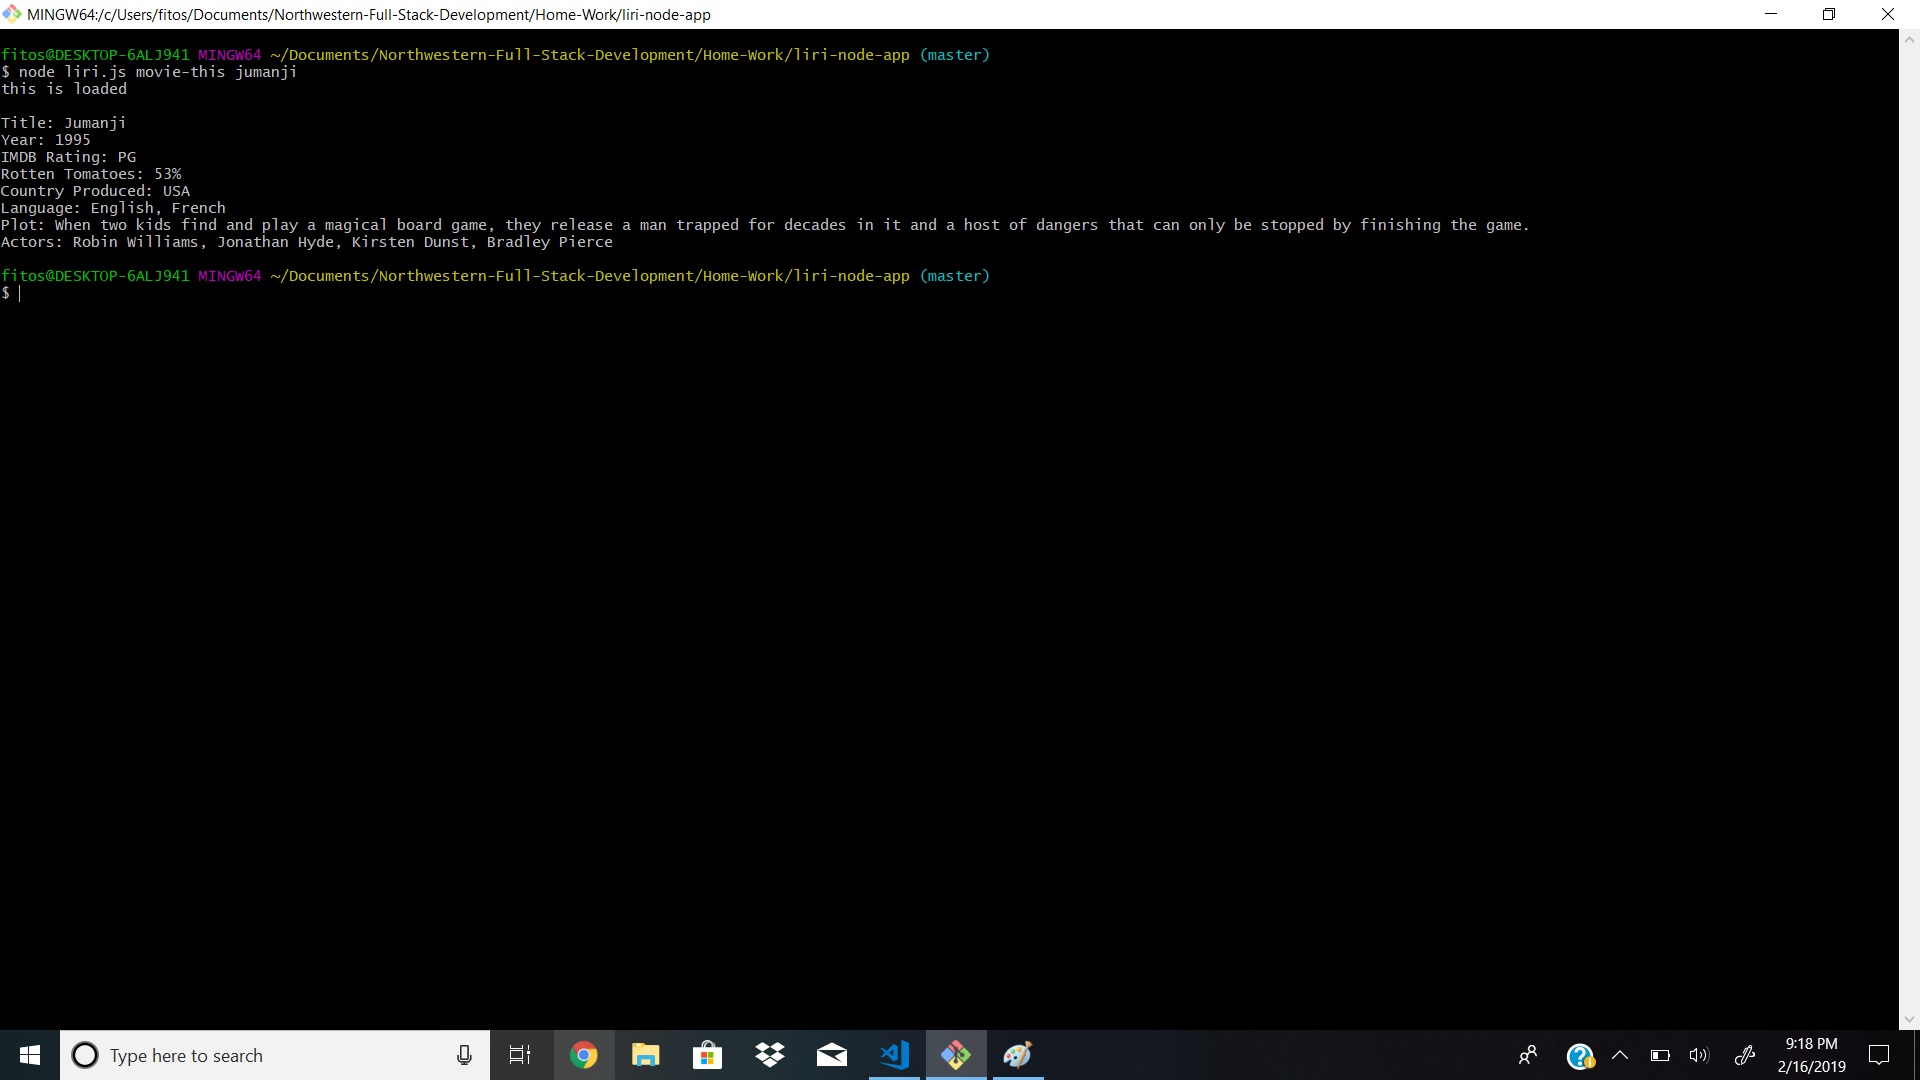 MINGW64:/c/Users/fitos/Documents/Northwestern-Full-Stack-Development/Home-Work/liri-node-app
fitos@DESKTOP-6ALJ941 MINGW64 ~/Documents/Northwestern-Full-Stack-Development/Home-Work/liri-node-app (master)
$ node liri.js movie-this jumanji
this is loaded
Title: Jumanji
Year: 1995
IMDB Rating: PG
Rotten Tomatoes: 53%
Country Produced: USA
Language: English, French
Plot: When two kids find and play a magical board game, they release a man trapped for decades in it and a host of dangers that can only be stopped by finishing the game.
Actors: Robin Williams, Jonathan Hyde, Kirsten Dunst, Bradley Pierce
fitos@DESKTOP-6ALJ941 MINGW64 ~/Documents/Northwestern-Full-Stack-Development/Home-Work/liri-node-app (master)
$
Type here to search
9:18 PM
2/16/2019